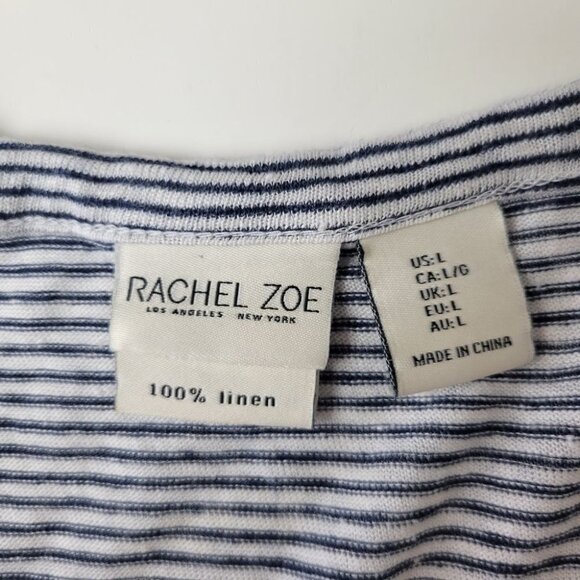 RACHEL ZOE
LOS ANGELES NEW YORK
100% linen
US:L
CA:L/G
UK:L
EU:L
AU:L
MADE IN CHINA